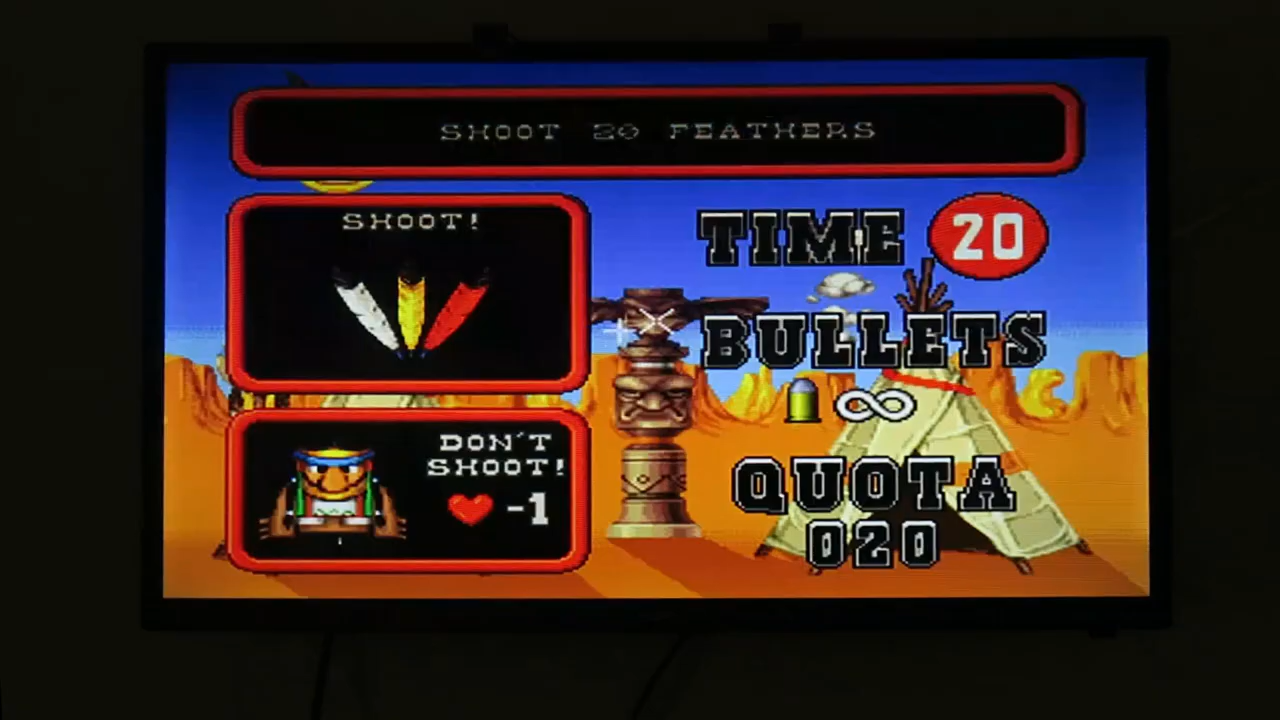 SHOOT 20 FEATHERS
SHOOT!
TIME 20
BULLETS
∞
DON'T
SHOOT!
-1
QUOTA
020